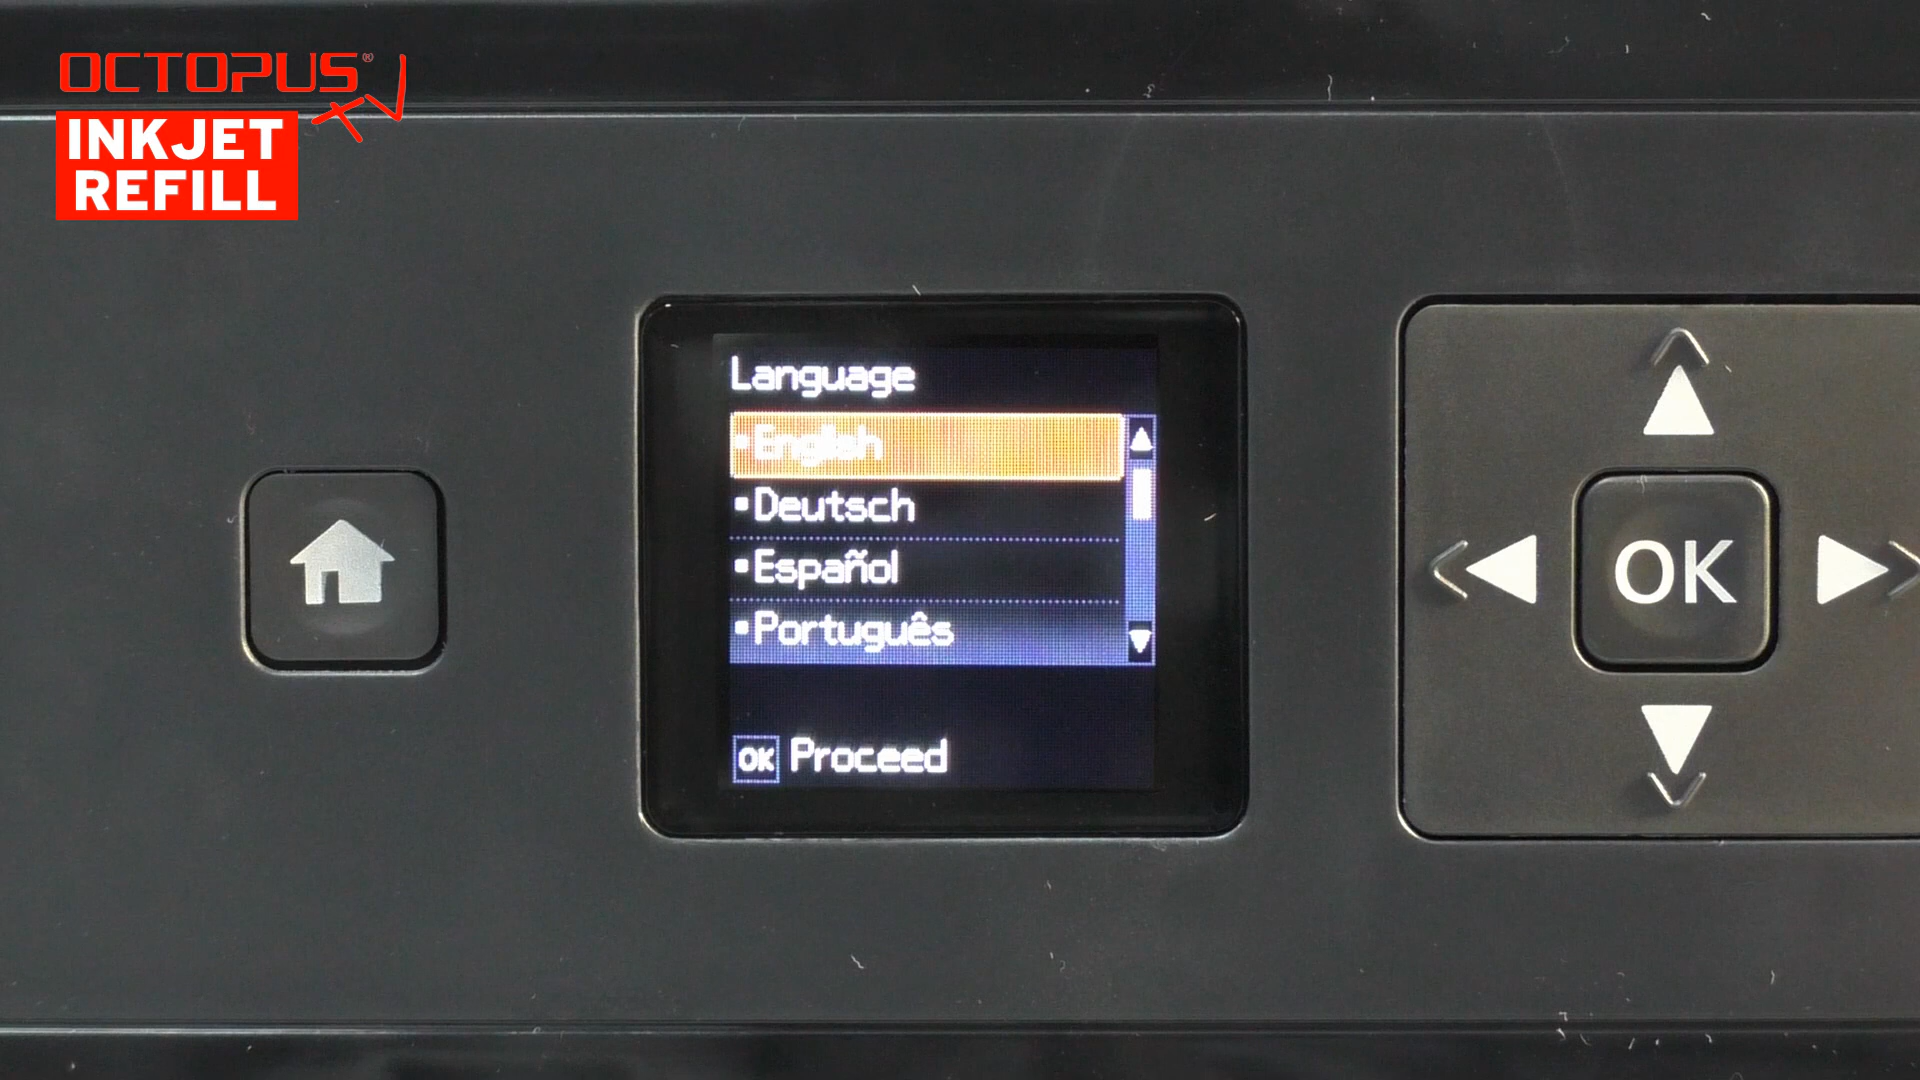 OCTOPUS®
TV
INKJET
REFILL
Language
English
Deutsch
Español
Português
OK Proceed
OK